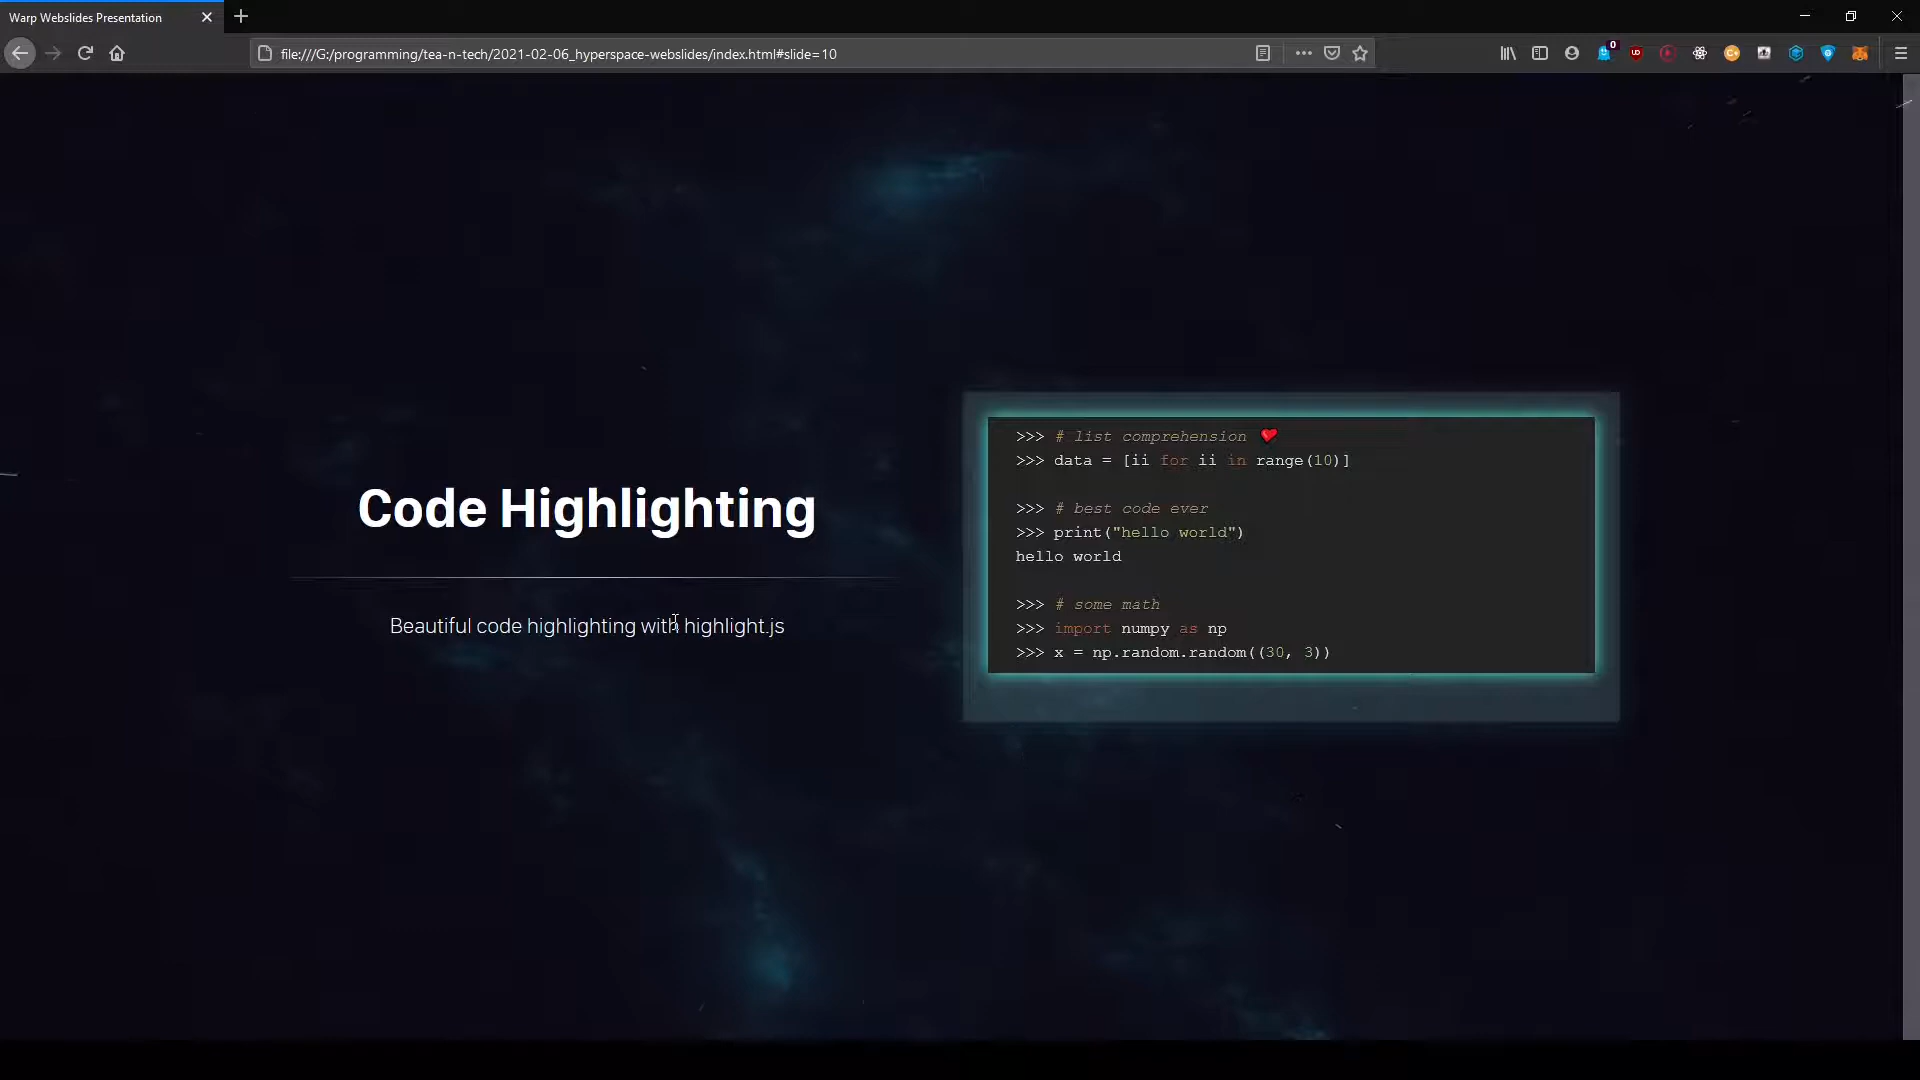 Warp Webslides Presentation
file:///G:/programming/tea-n-tech/2021-02-06_hyperspace-webslides/index.html#slide=10
0
Code Highlighting
Beautiful code highlighting with highlight.js
>>> # list comprehension ❤
>>> data = [ii for ii in range(10)]
>>> # best code ever
>>> print("hello world")
hello world
>>> # some math
>>> import numpy as np
>>> x = np.random.random((30, 3))